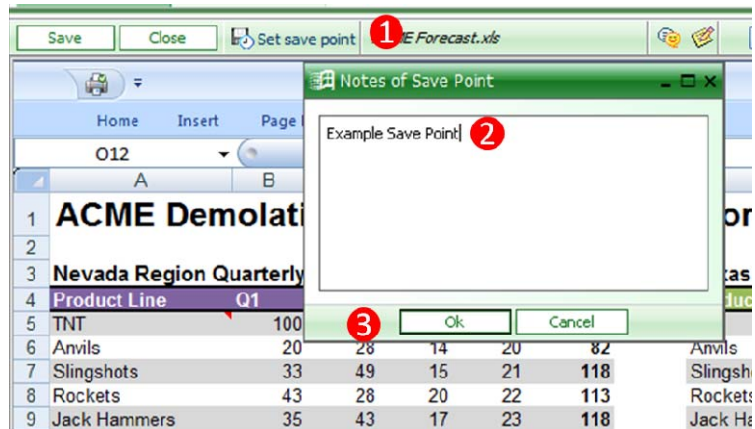 Save Close Set save point 1 E Forecast.xls
Notes of Save Point
Home Insert Page
Example Save Point 2
O12
A B
1 ACME Demolati
2
3 Nevada Region Quarterly
4 Product Line Q1
3 Ok Cancel
5 TNT 100
6 Anvils 20 28 14 20 82 Anvils
7 Slingshots 33 49 15 21 118 Slingsh
8 Rockets 43 28 20 22 113 Rockets
9 Jack Hammers 35 43 17 23 118 Jack Ha